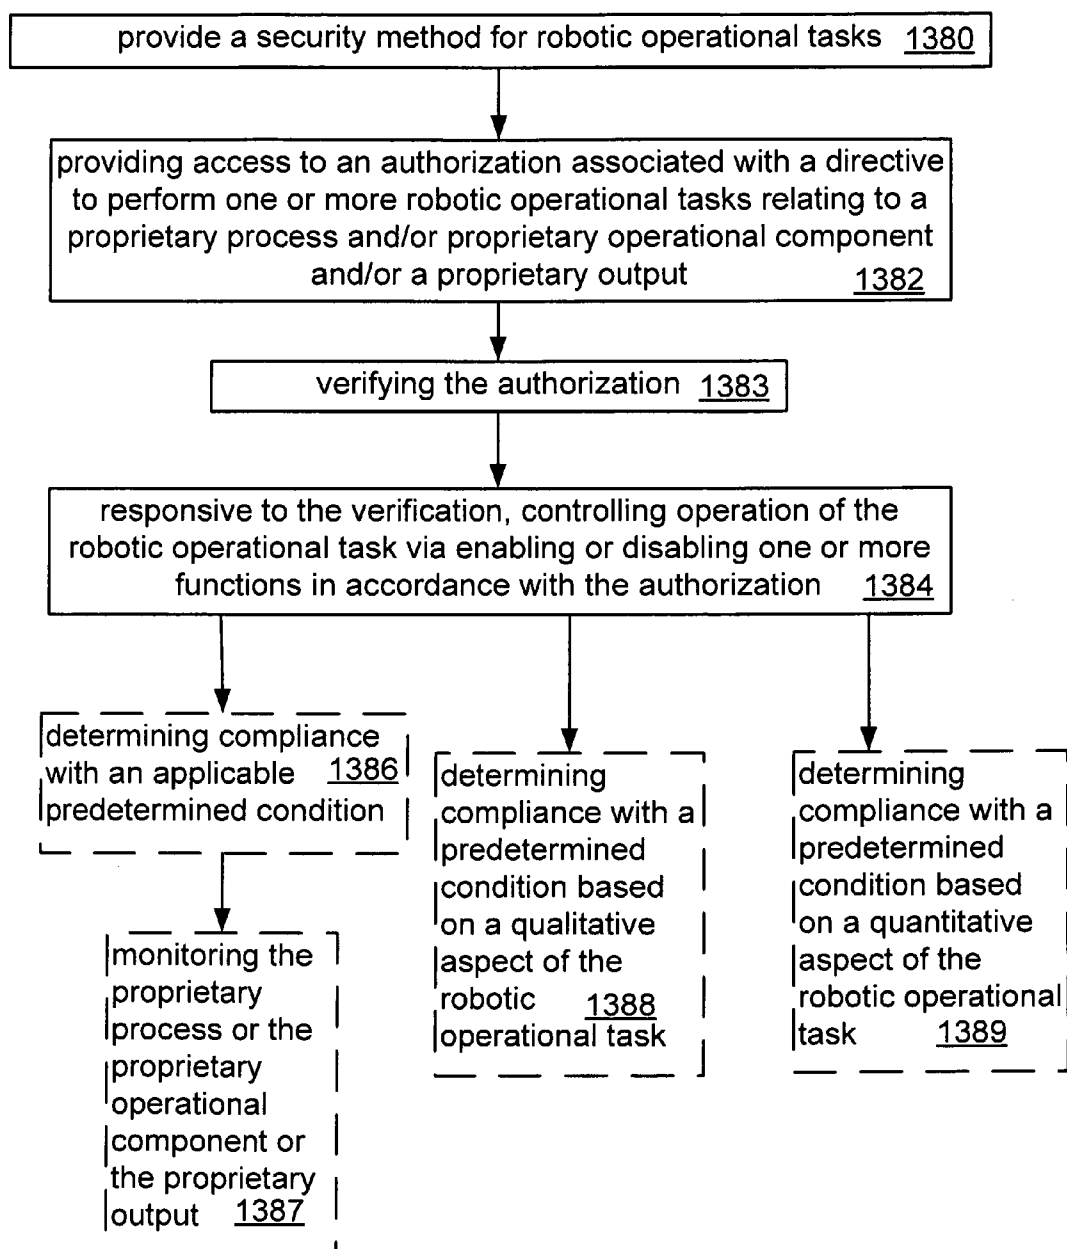 provide a security method for robotic operational tasks 1380
providing access to an authorization associated with a directive
to perform one or more robotic operational tasks relating to a
proprietary process and/or proprietary operational component
and/or a proprietary output 1382
verifying the authorization 1383
responsive to the verification, controlling operation of the
robotic operational task via enabling or disabling one or more
functions in accordance with the authorization 1384
determining compliance
with an applicable 1386
predetermined condition
monitoring the
proprietary
process or the
proprietary
operational
component or
the proprietary
output 1387
determining
compliance with a
predetermined
condition based
on a qualitative
aspect of the
robotic 1388
operational task
determining
compliance with a
predetermined
condition based
on a quantitative
aspect of the
robotic operational
task 1389